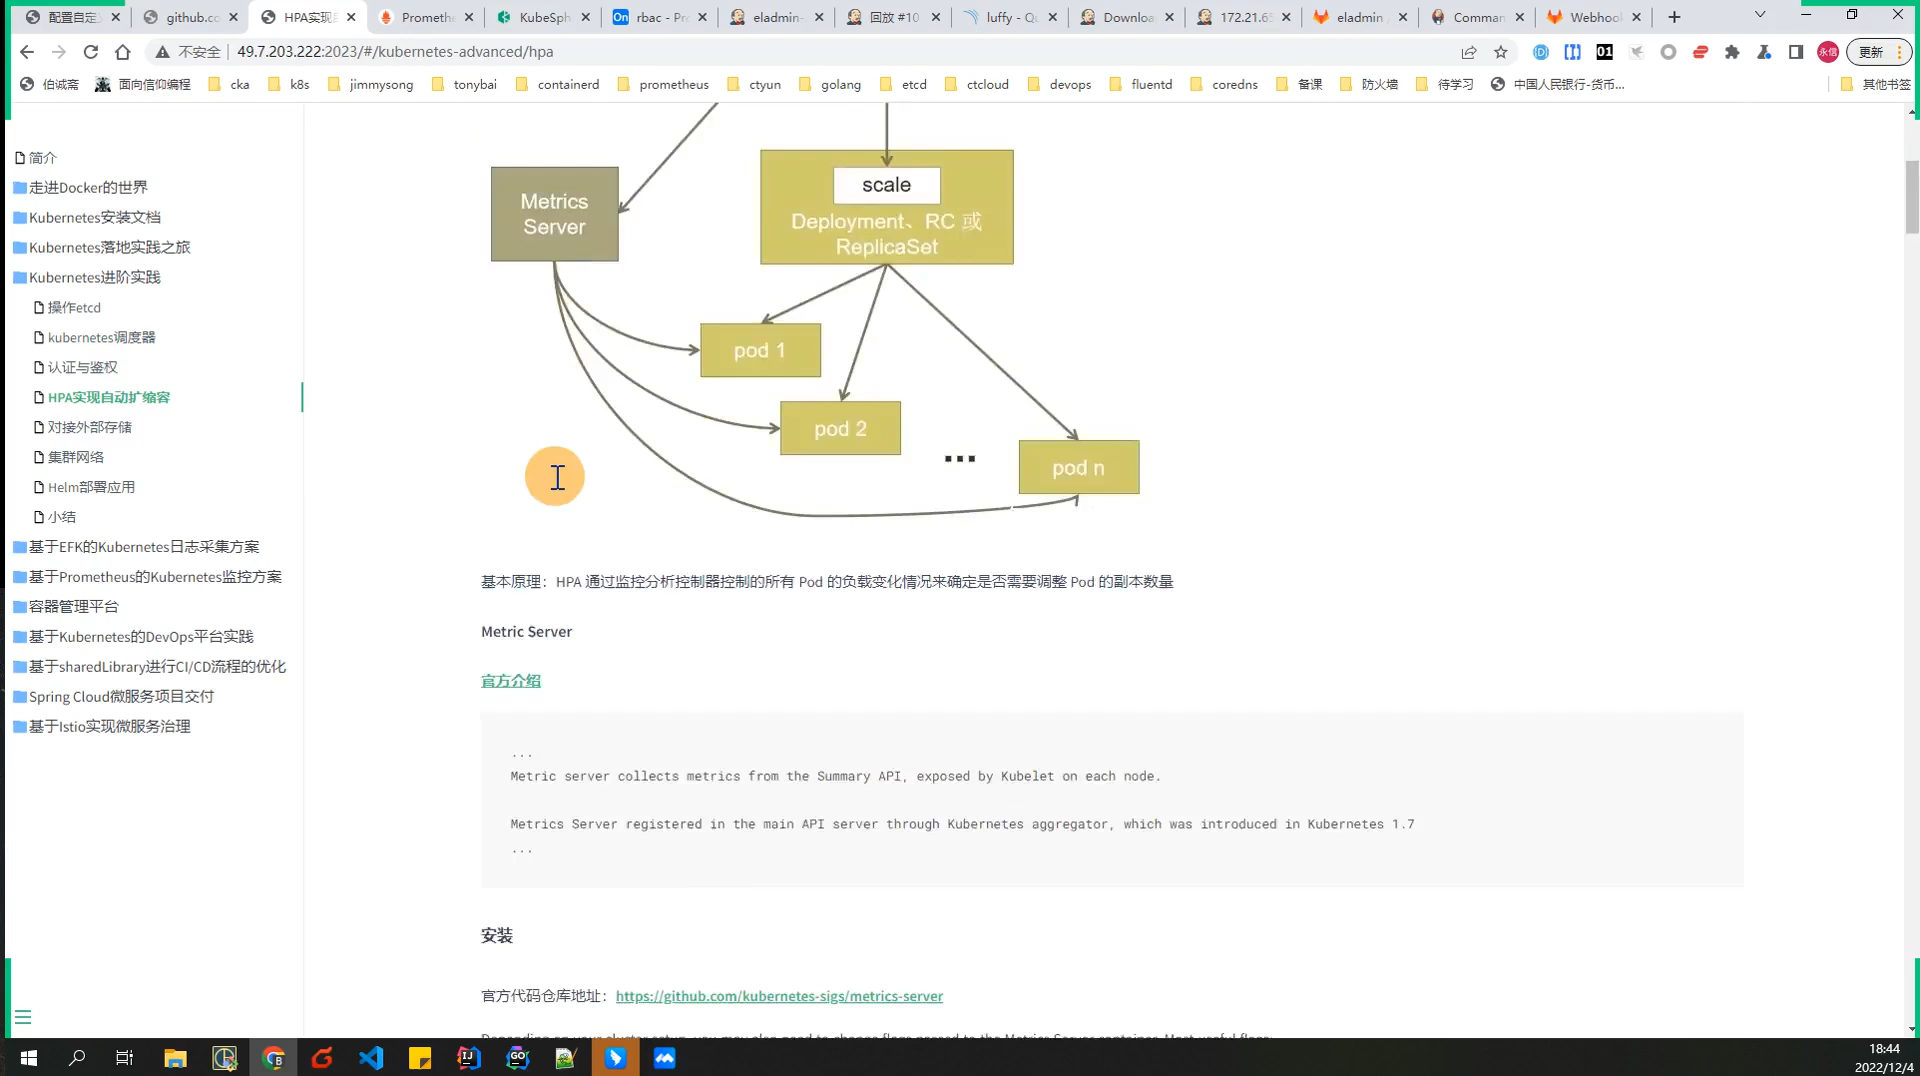 配置自定
github.co
HPA实现
Prometh
KubeSph
rbac - Pr
eladmin-
回放 #10
luffy - Q
Downloa
172.21.6
eladmin
Comman
Webhoo
不安全
49.7.203.222:2023/#/kubernetes-advanced/hpa
01
永信
更新
伯诚斋
面向信仰编程
cka
k8s
jimmysong
tonybai
containerd
prometheus
ctyun
golang
etcd
ctcloud
devops
fluentd
coredns
备课
防火墙
待学习
中国人民银行-货币...
其他书签
简介
走进Docker的世界
Kubernetes安装文档
Kubernetes落地实践之旅
Kubernetes进阶实践
操作etcd
kubernetes调度器
认证与鉴权
HPA实现自动扩缩容
对接外部存储
集群网络
Helm部署应用
小结
基于EFK的Kubernetes日志采集方案
基于Prometheus的Kubernetes监控方案
容器管理平台
基于Kubernetes的DevOps平台实践
基于sharedLibrary进行CI/CD流程的优化
Spring Cloud微服务项目交付
基于Istio实现微服务治理
Metrics
Server
scale
Deployment、RC 或
ReplicaSet
pod 1
pod 2
...
pod n
基本原理：HPA 通过监控分析控制器控制的所有 Pod 的负载变化情况来确定是否需要调整 Pod 的副本数量
Metric Server
官方介绍
...
Metric server collects metrics from the Summary API, exposed by Kubelet on each node.
Metrics Server registered in the main API server through Kubernetes aggregator, which was introduced in Kubernetes 1.7
...
安装
官方代码仓库地址：https://github.com/kubernetes-sigs/metrics-server
18:44
2022/12/4